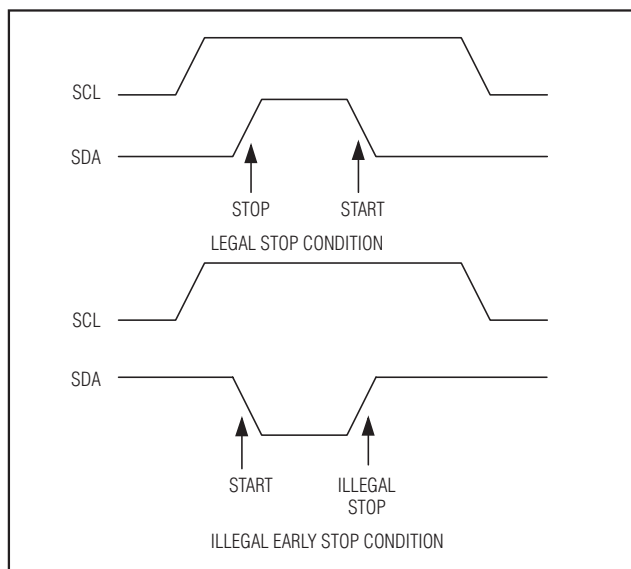 SCL
SDA
STOP START
LEGAL STOP CONDITION
SCL
SDA
START ILLEGAL
STOP
ILLEGAL EARLY STOP CONDITION